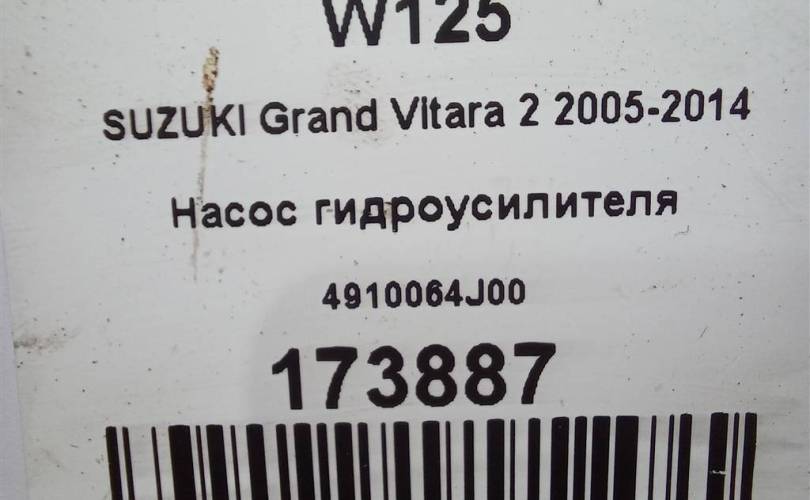 W125
SUZUKI Grand Vitara 2 2005-2014
Насос гидроусилителя
4910064J00
173887